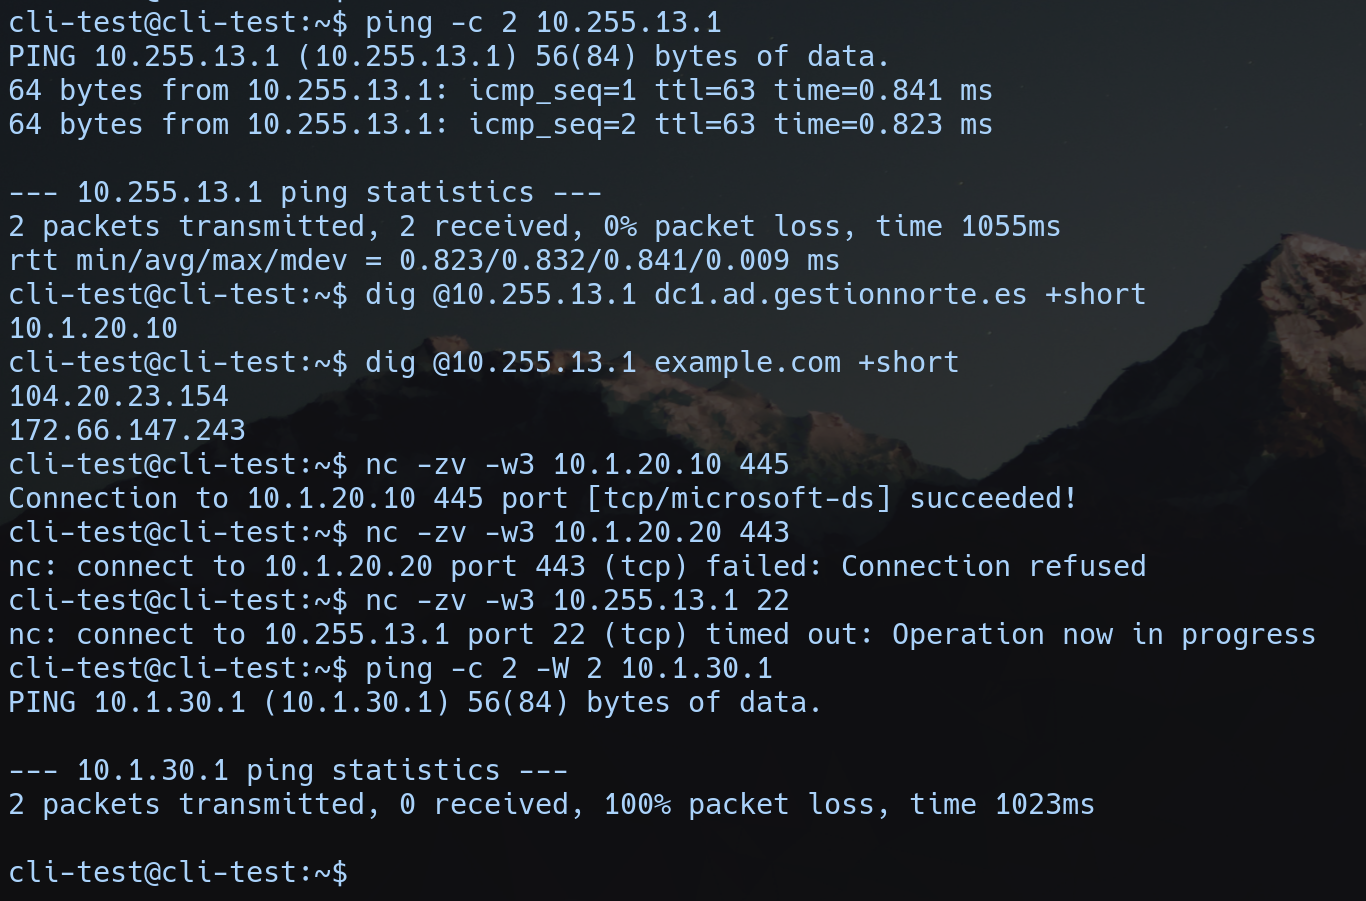 cli-test@cli-test:~$ ping -c 2 10.255.13.1
PING 10.255.13.1 (10.255.13.1) 56(84) bytes of data.
64 bytes from 10.255.13.1: icmp_seq=1 ttl=63 time=0.841 ms
64 bytes from 10.255.13.1: icmp_seq=2 ttl=63 time=0.823 ms

--- 10.255.13.1 ping statistics ---
2 packets transmitted, 2 received, 0% packet loss, time 1055ms
rtt min/avg/max/mdev = 0.823/0.832/0.841/0.009 ms
cli-test@cli-test:~$ dig @10.255.13.1 dc1.ad.gestionnorte.es +short
10.1.20.10
cli-test@cli-test:~$ dig @10.255.13.1 example.com +short
104.20.23.154
172.66.147.243
cli-test@cli-test:~$ nc -zv -w3 10.1.20.10 445
Connection to 10.1.20.10 445 port [tcp/microsoft-ds] succeeded!
cli-test@cli-test:~$ nc -zv -w3 10.1.20.20 443
nc: connect to 10.1.20.20 port 443 (tcp) failed: Connection refused
cli-test@cli-test:~$ nc -zv -w3 10.255.13.1 22
nc: connect to 10.255.13.1 port 22 (tcp) timed out: Operation now in progress
cli-test@cli-test:~$ ping -c 2 -W 2 10.1.30.1
PING 10.1.30.1 (10.1.30.1) 56(84) bytes of data.

--- 10.1.30.1 ping statistics ---
2 packets transmitted, 0 received, 100% packet loss, time 1023ms

cli-test@cli-test:~$